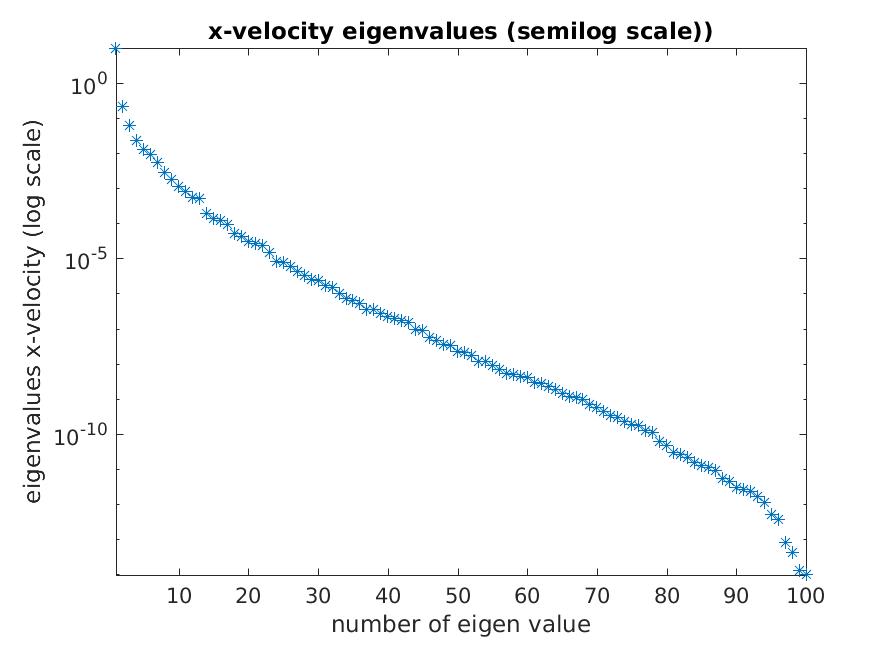 x-velocity eigenvalues (semilog scale))
eigenvalues x-velocity (log scale)
10^0
10^-5
10^-10
10 20 30 40 50 60 70 80 90 100
number of eigen value